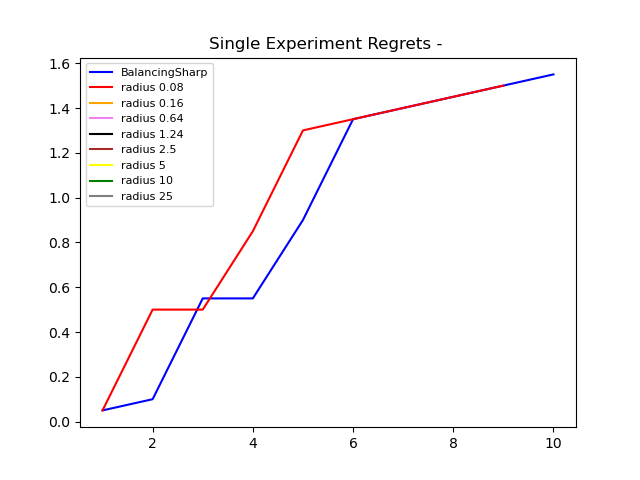 Single Experiment Regrets -
1.6
1.4
1.2
1.0
0.8
0.6
0.4
0.2
0.0
BalancingSharp
radius 0.08
radius 0.16
radius 0.64
radius 1.24
radius 2.5
radius 5
radius 10
radius 25
2 4 6 8 10